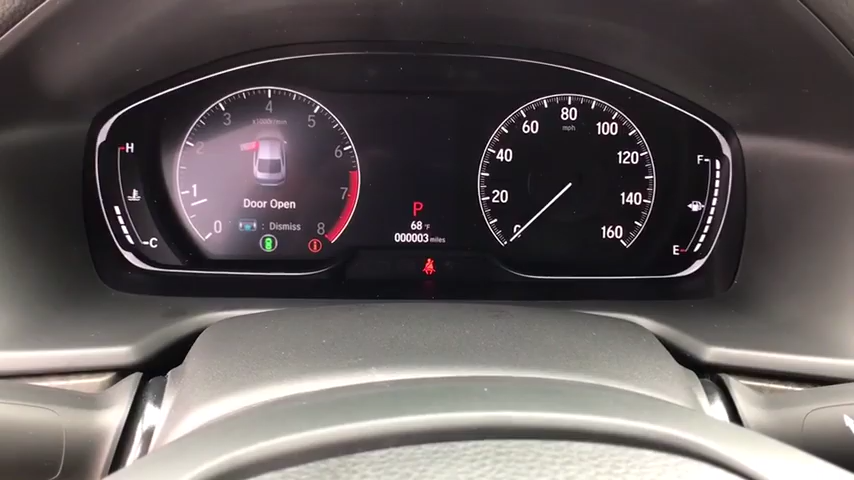 4
3 5
x1000r/min
2 6
1 7
0 8
Door Open
: Dismiss
H
C
P
68 °F
000003 miles
80
60 100
mph
40 120
20 140
0 160
F
E